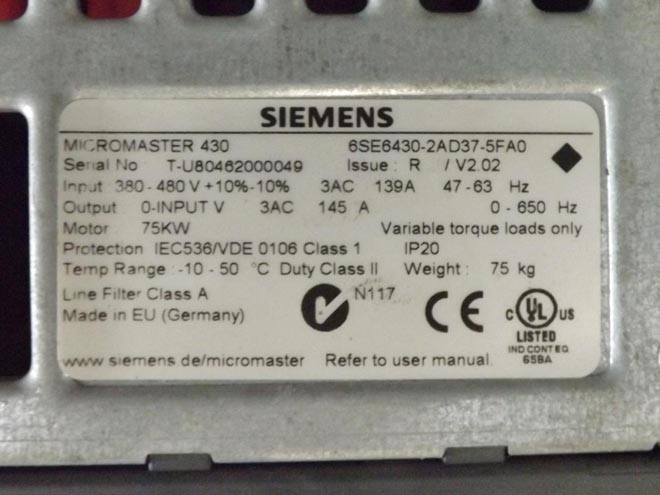 SIEMENS
MICROMASTER 430 6SE6430-2AD37-5FA0
Serial No T-U80462000049 Issue : R / V2.02
Input 380 - 480 V +10% -10% 3AC 139A 47 - 63 Hz
Output 0-INPUT V 3AC 145 A 0 - 650 Hz
Motor 75KW Variable torque loads only
Protection IEC536/VDE 0106 Class 1 IP20
Temp Range : -10 - 50 °C Duty Class II Weight : 75 kg
Line Filter Class A N117
Made in EU (Germany) CE C UL US
LISTED
IND CONT EQ
65BA
www siemens de/micromaster Refer to user manual